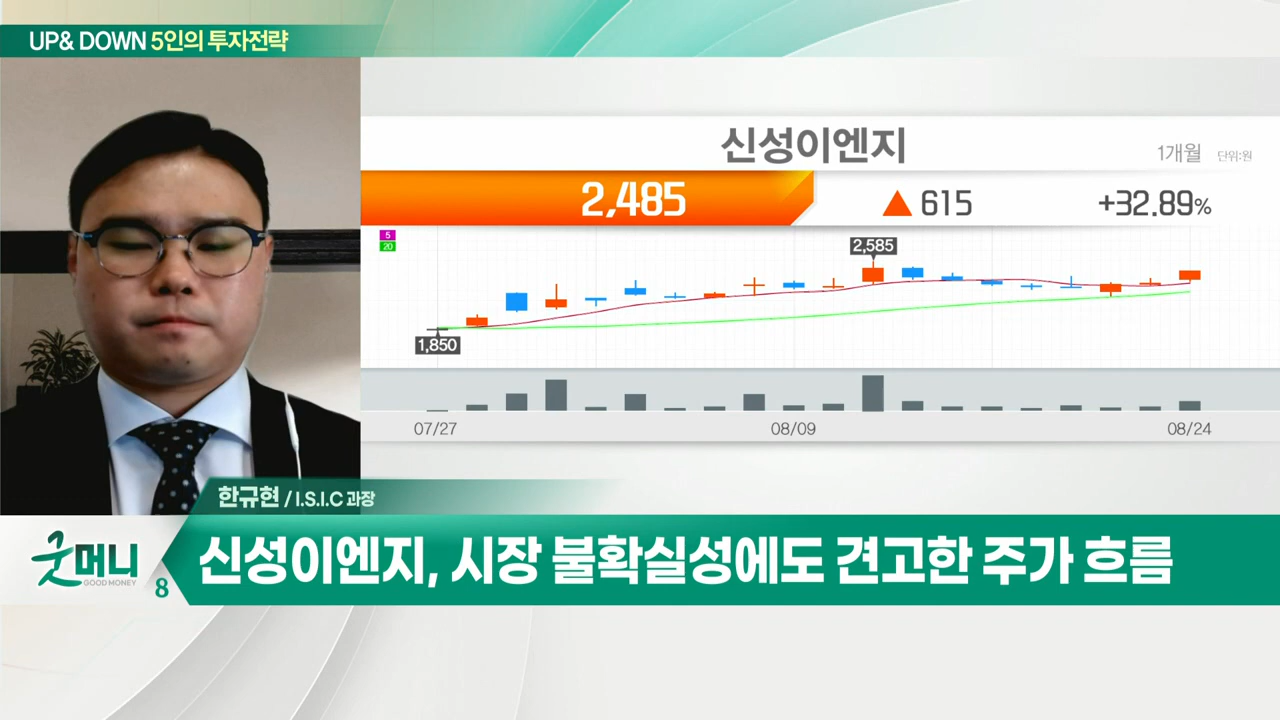 UP& DOWN 5인의 투자전략
신성이엔지
1개월 단위:원
2,485 ▲ 615 +32.89%
5
20
2,585
1,850
07/27 08/09 08/24
한규현 / I.S.I.C 과장
굿머니
GOOD MONEY
8
신성이엔지, 시장 불확실성에도 견고한 주가 흐름